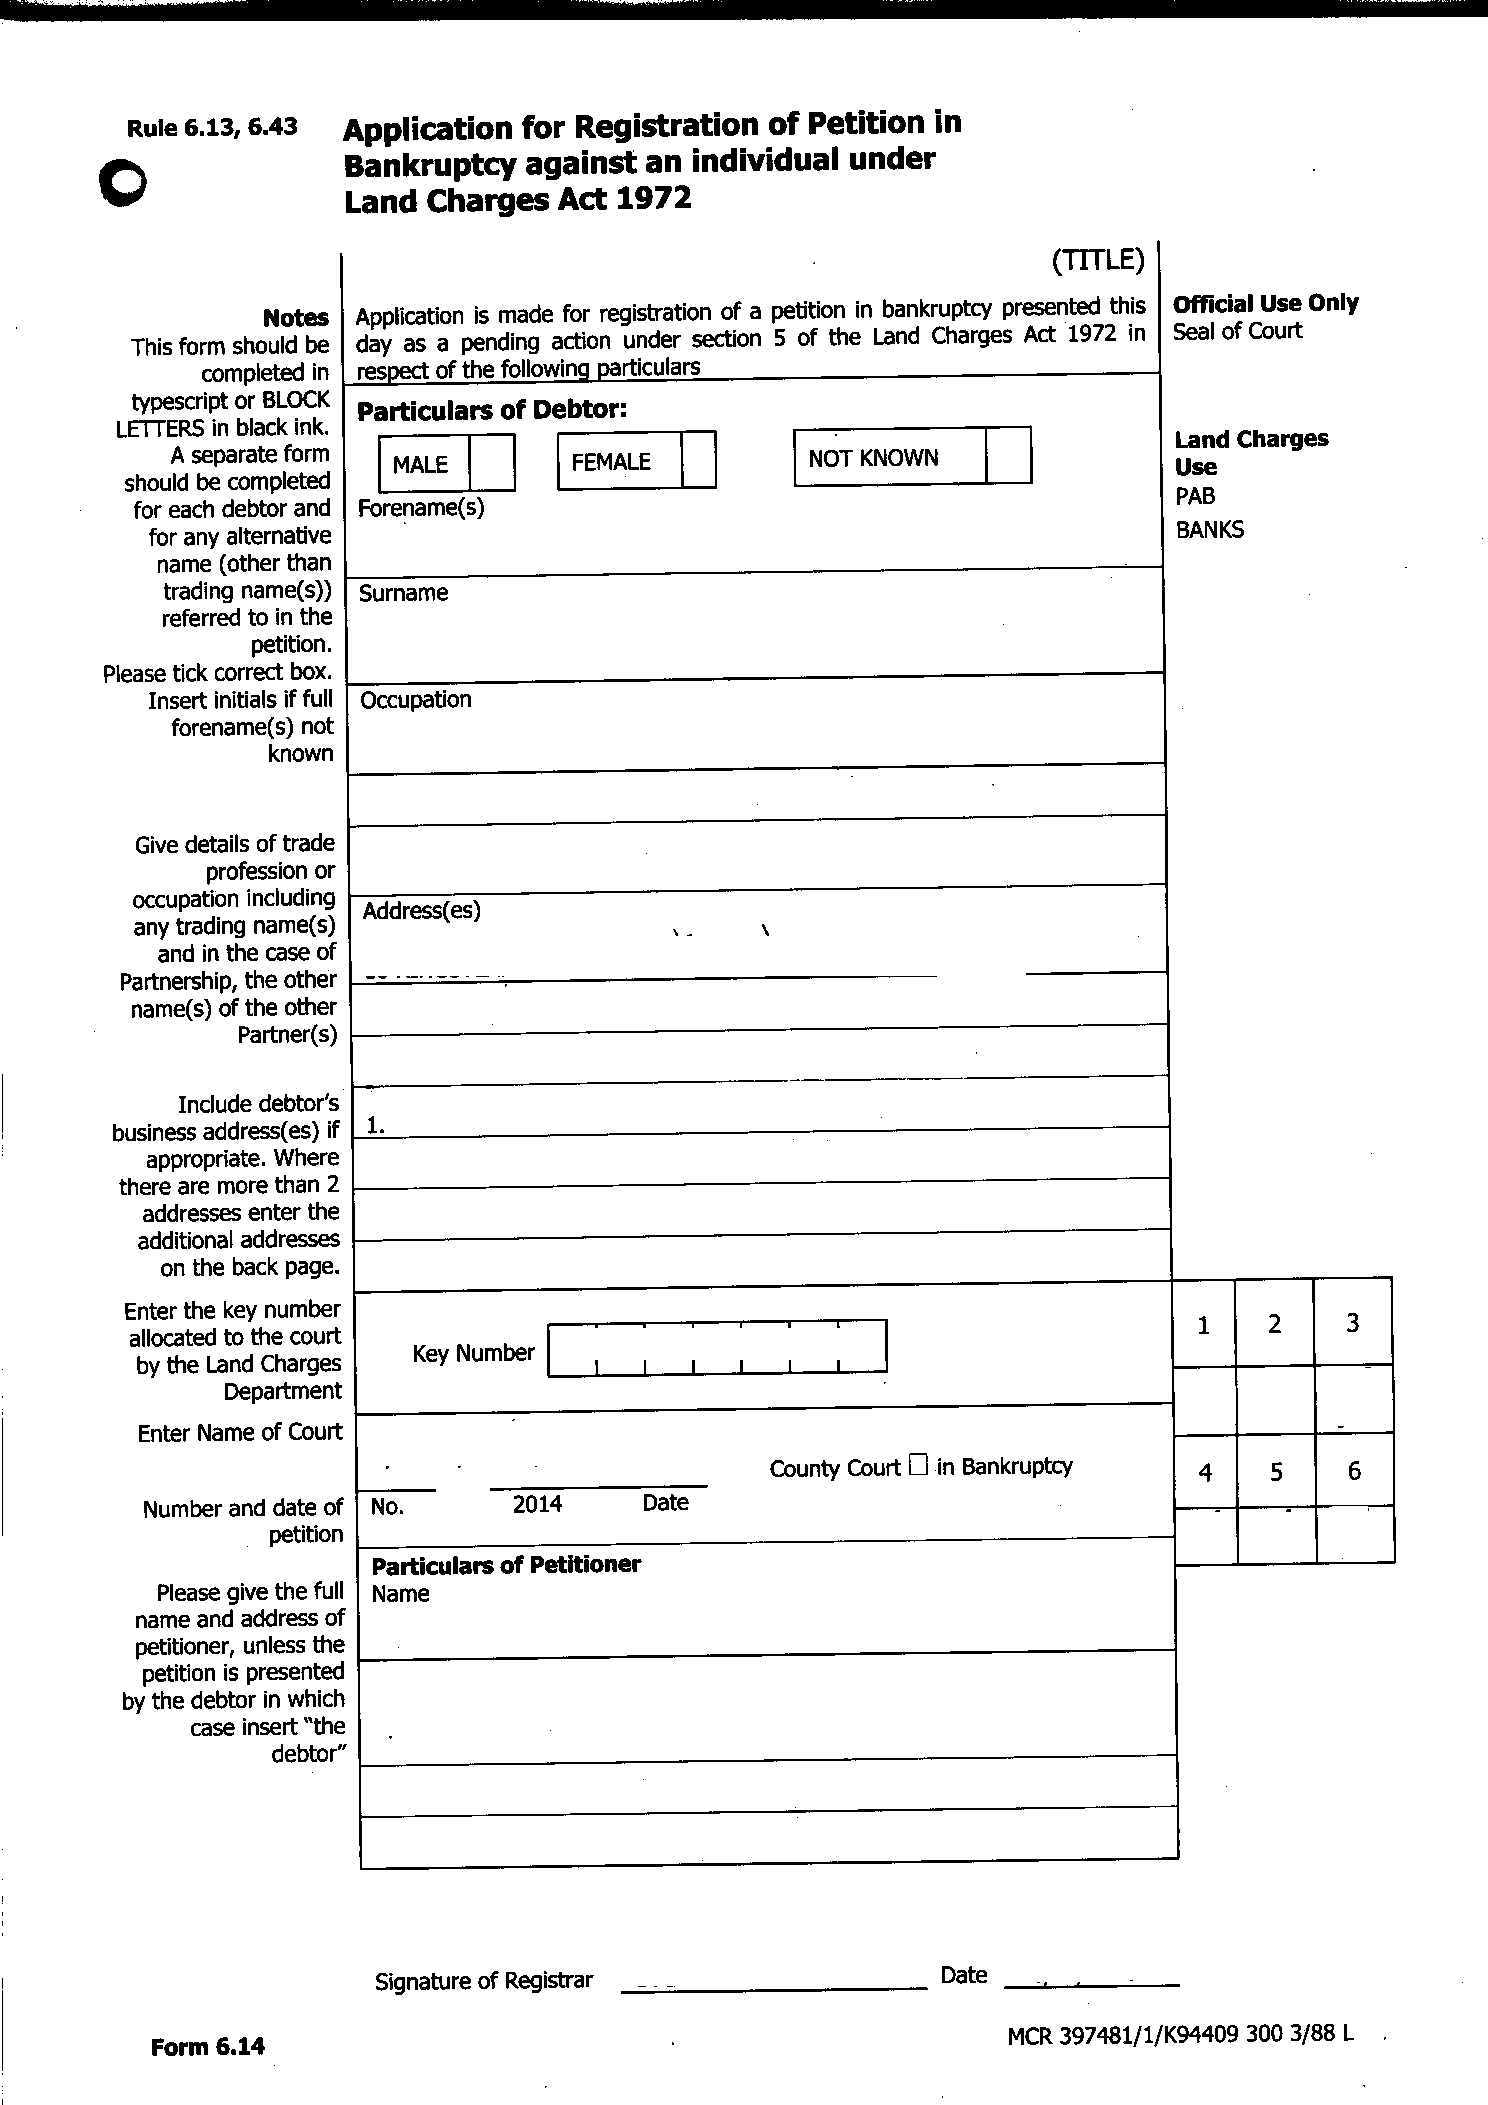 Rule 6.13, 6.43
Application for Registration of Petition in
Bankruptcy against an individual under
Land Charges Act 1972
(TITLE)
Notes
This form should be
completed in
typescript or BLOCK
LETTERS in black ink.
A separate form
should be completed
for each debtor and
for any alternative
name (other than
trading name(s))
referred to in the
petition.
Please tick correct box.
Insert initials if full
forename(s) not
known
Give details of trade
profession or
occupation including
any trading name(s)
and in the case of
Partnership, the other
name(s) of the other
Partner(s)
Include debtor's
business address(es) if
appropriate. Where
there are more than 2
addresses enter the
additional addresses
on the back page.
Enter the key number
allocated to the court
by the Land Charges
Department
Enter Name of Court
Number and date of
petition
Please give the full
name and address of
petitioner, unless the
petition is presented
by the debtor in which
case insert "the
debtor"
Application is made for registration of a petition in bankruptcy presented this
day as a pending action under section 5 of the Land Charges Act 1972 in
respect of the following particulars
Particulars of Debtor:
MALE FEMALE NOT KNOWN
Forename(s)
Surname
Occupation
Address(es)
1.
Key Number
County Court ☐ in Bankruptcy
No. 2014 Date
Particulars of Petitioner
Name
Official Use Only
Seal of Court
Land Charges
Use
PAB
BANKS
1 2 3
4 5 6
Signature of Registrar Date
Form 6.14
MCR 397481/1/K94409 300 3/88 L